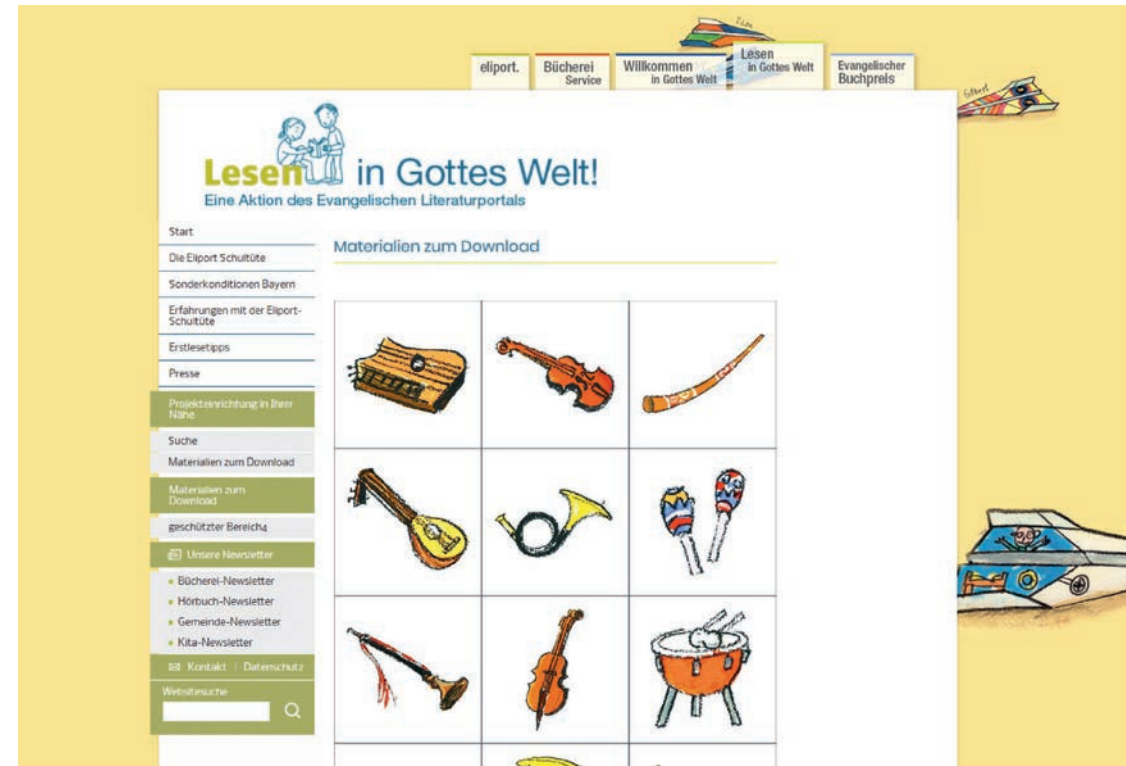 eliport.
Bücherei
Service
Willkommen
in Gottes Welt
Lesen
in Gottes Welt
Evangelischer
Buchpreis
Lesen in Gottes Welt!
Eine Aktion des Evangelischen Literaturportals
Start
Die Eliport Schultüte
Sonderkonditionen Bayern
Erfahrungen mit der Eliport-
Schultüte
Erstlesetipps
Presse
Projekteinrichtung in Ihrer
Nähe
Suche
Materialien zum Download
Materialien zum
Download
geschützter Bereich4
Unsere Newsletter
Bücherei-Newsletter
Hörbuch-Newsletter
Gemeinde-Newsletter
Kita-Newsletter
Kontakt | Datenschutz
Websitesuche
Materialien zum Download